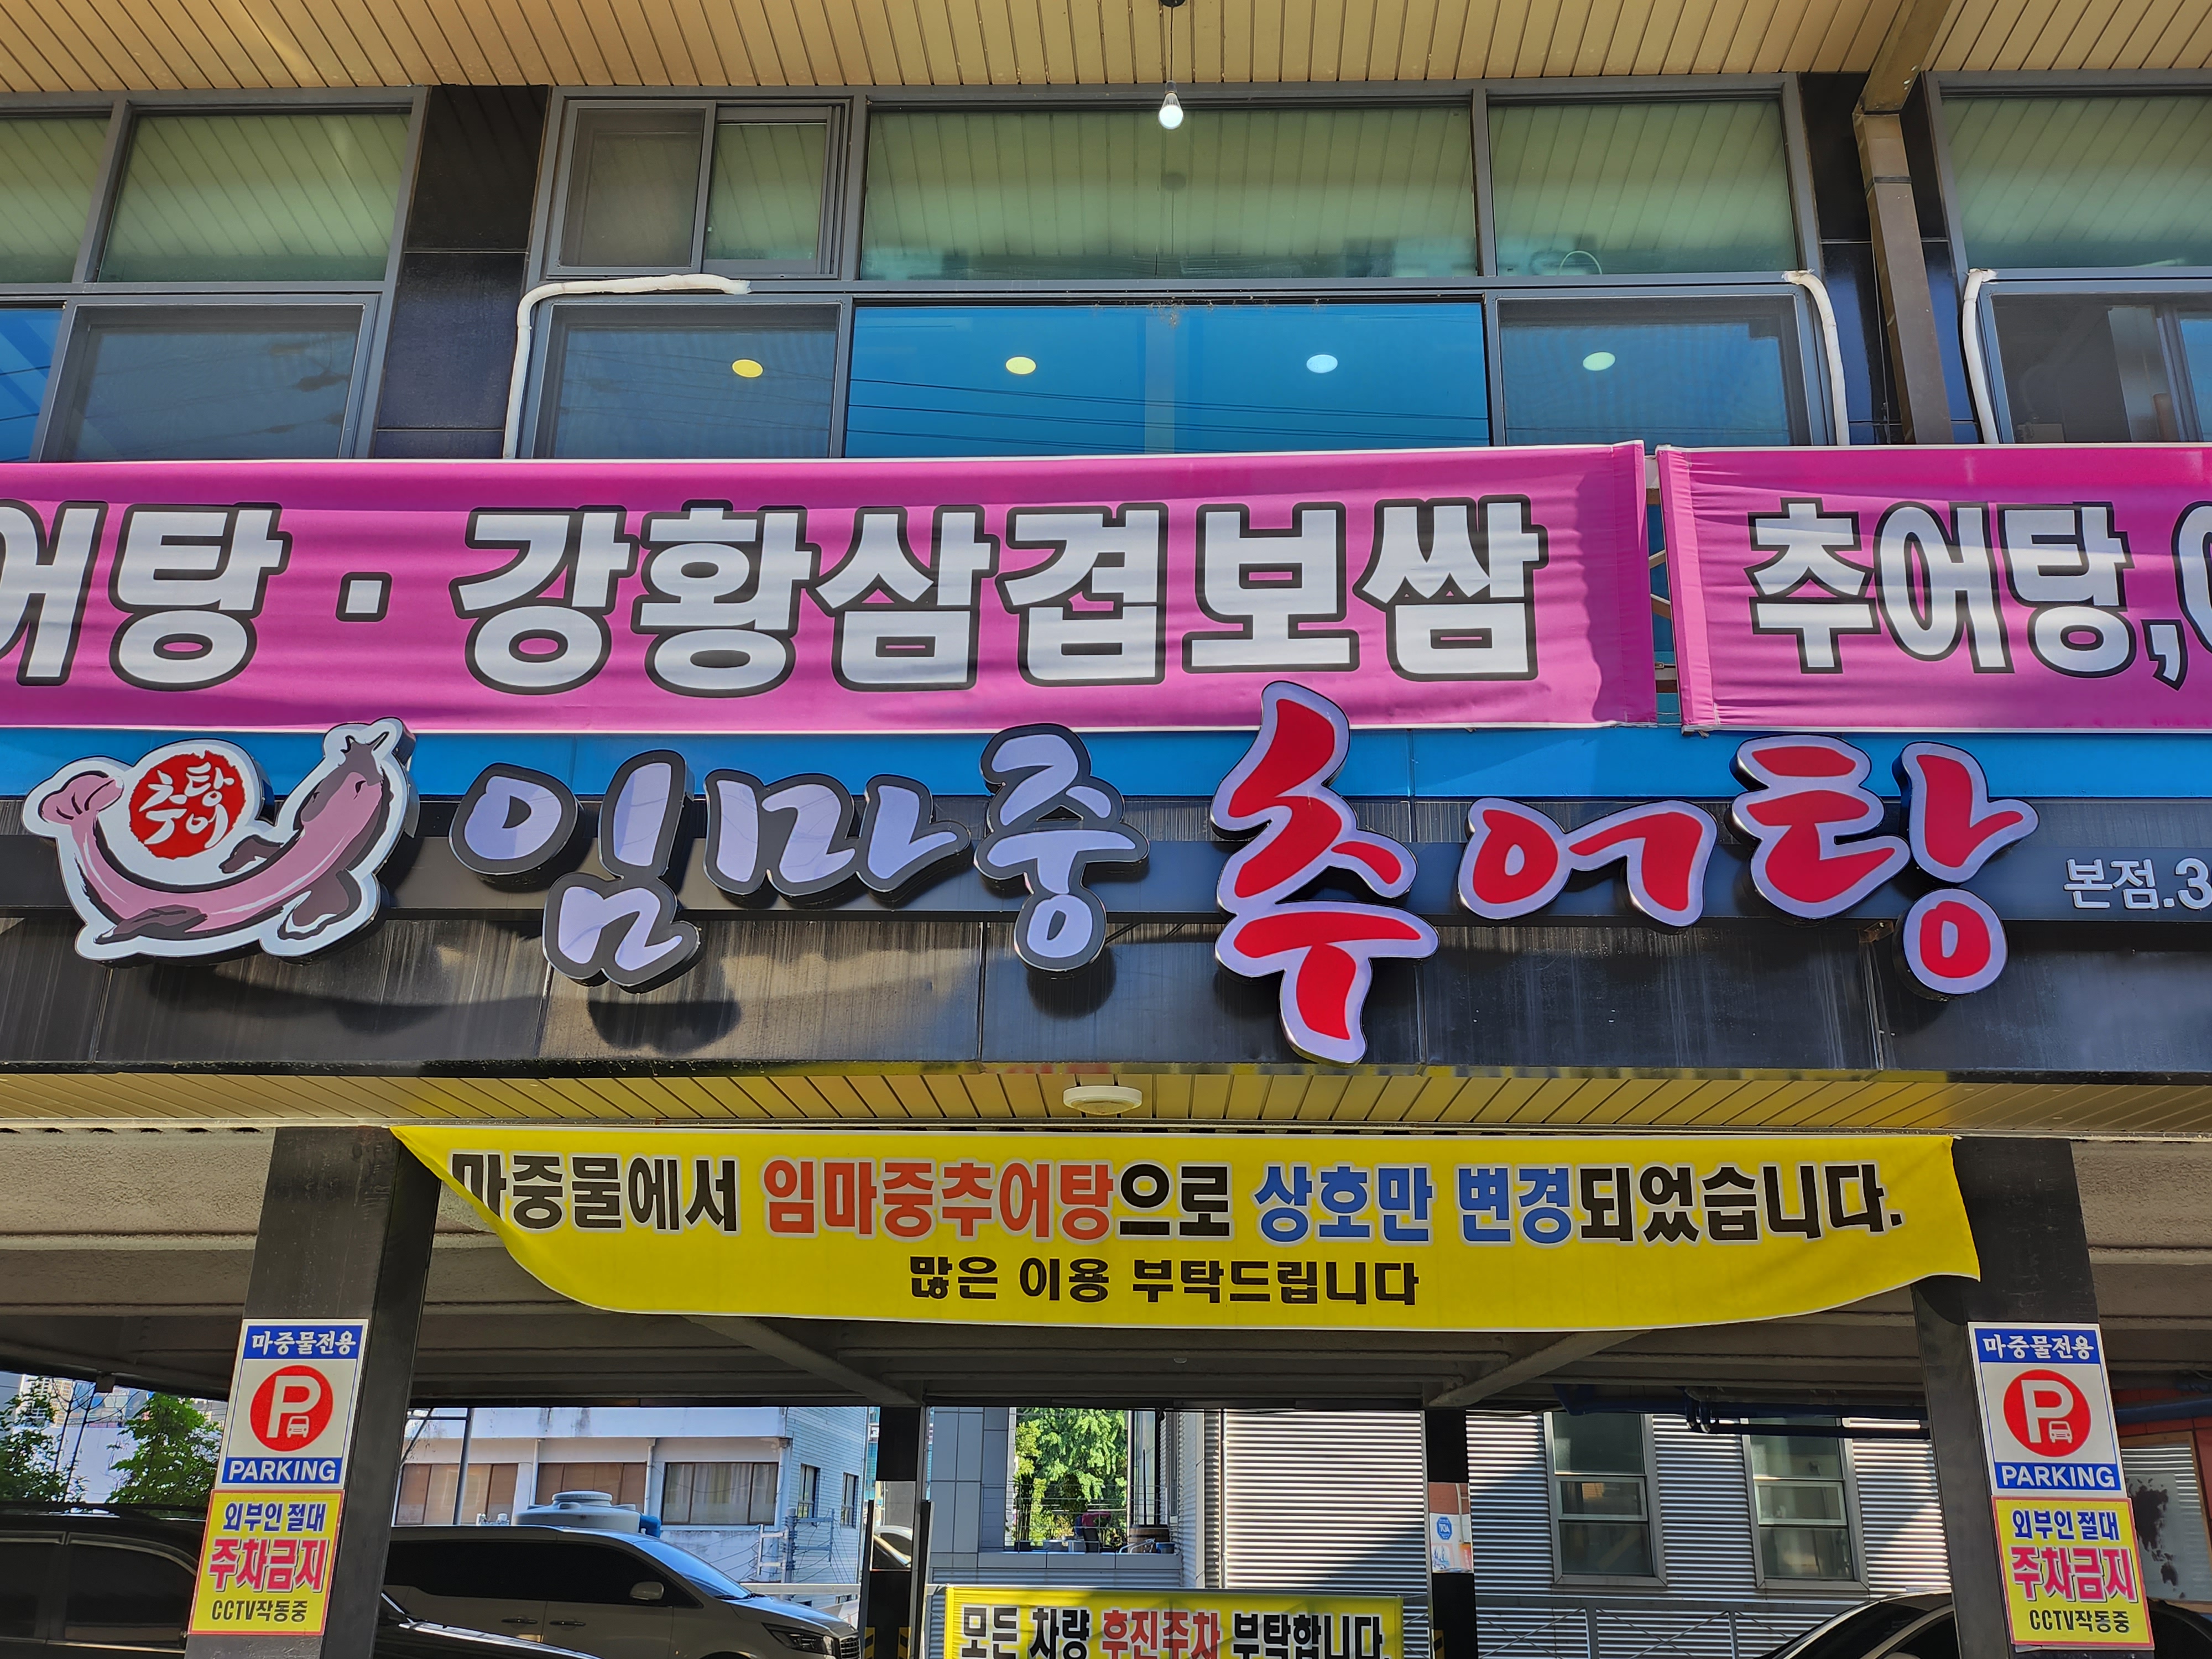 어탕 · 강황삼겹보쌈
추어탕,
추어탕
임마중 추어탕
본점.3
마중물에서 임마중추어탕으로 상호만 변경되었습니다.
많은 이용 부탁드립니다
마중물전용
P
PARKING
외부인 절대
주차금지
CCTV작동중
마중물전용
P
PARKING
외부인 절대
주차금지
CCTV작동중
모든 차량 후진주차 부탁합니다.